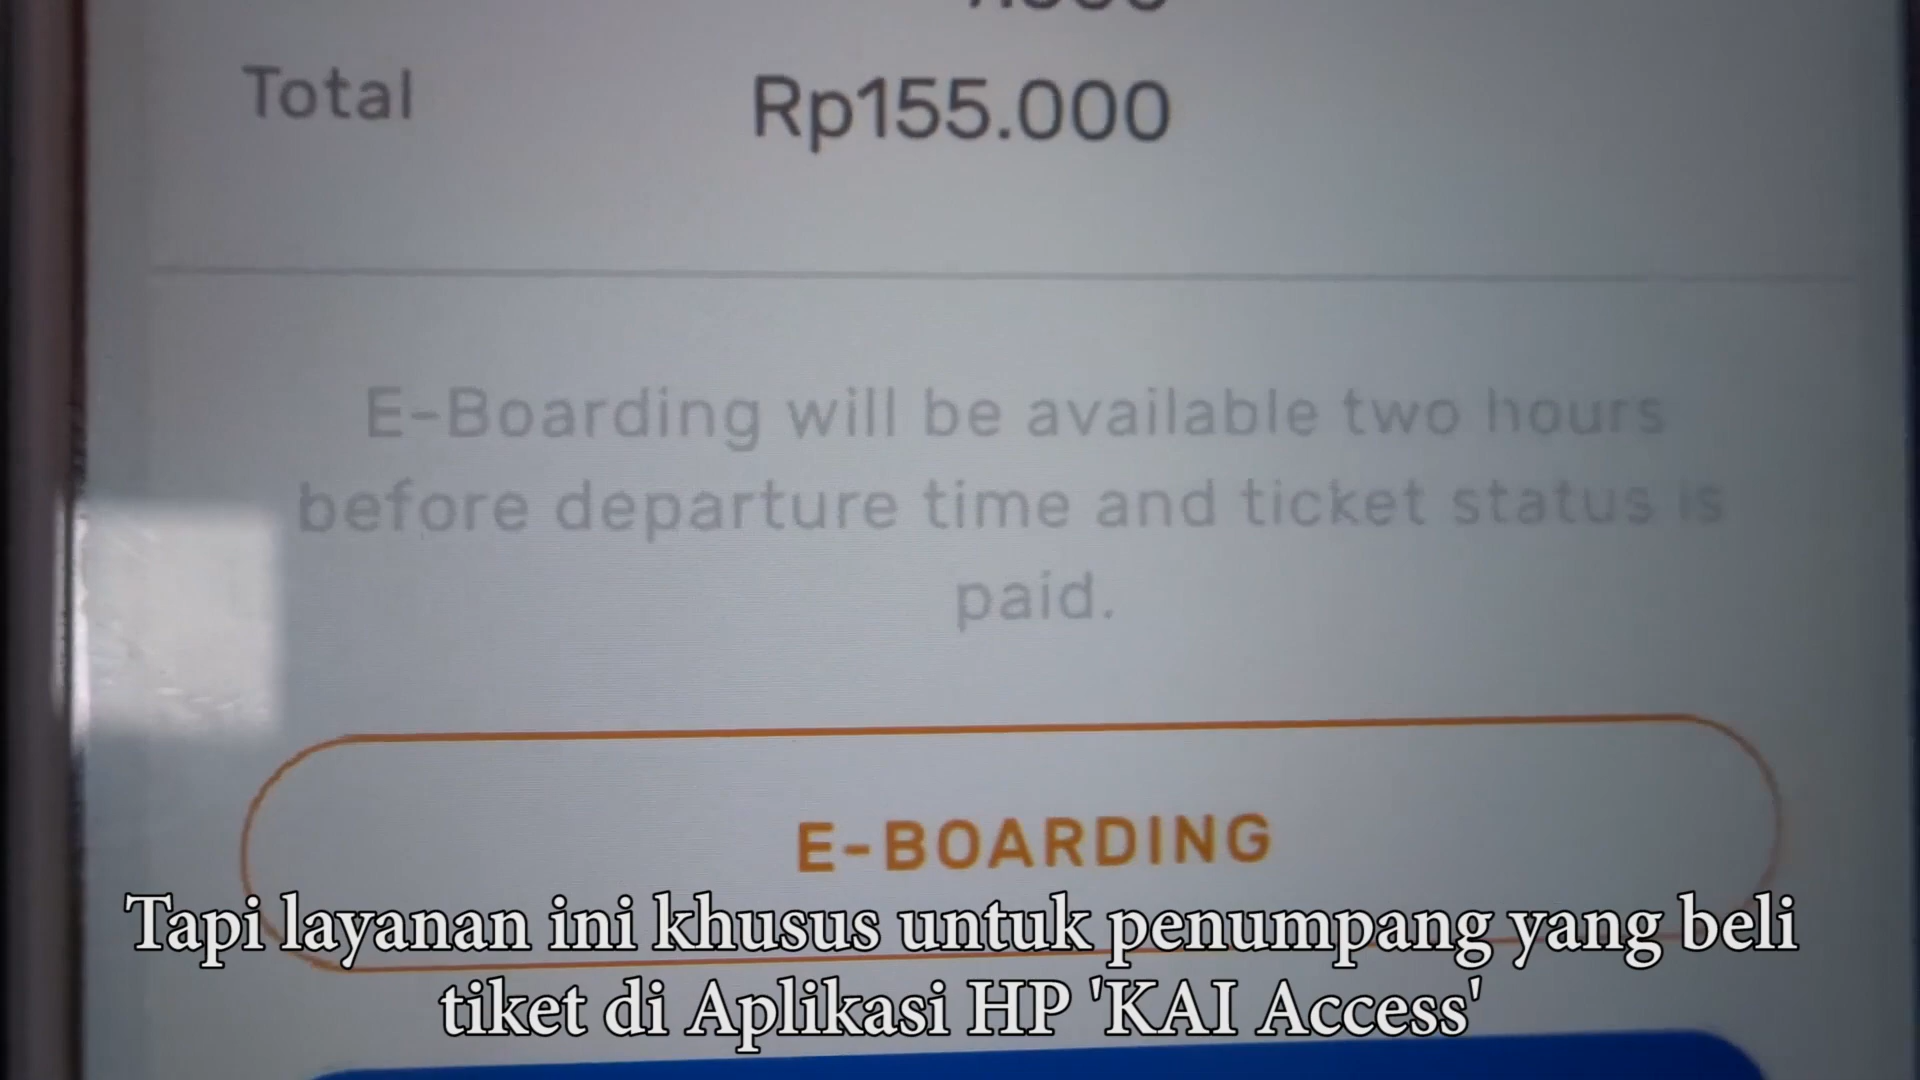 Total Rp155.000
E-Boarding will be available two hours
before departure time and ticket status is
paid.
E-BOARDING
Tapi layanan ini khusus untuk penumpang yang beli
tiket di Aplikasi HP 'KAI Access'